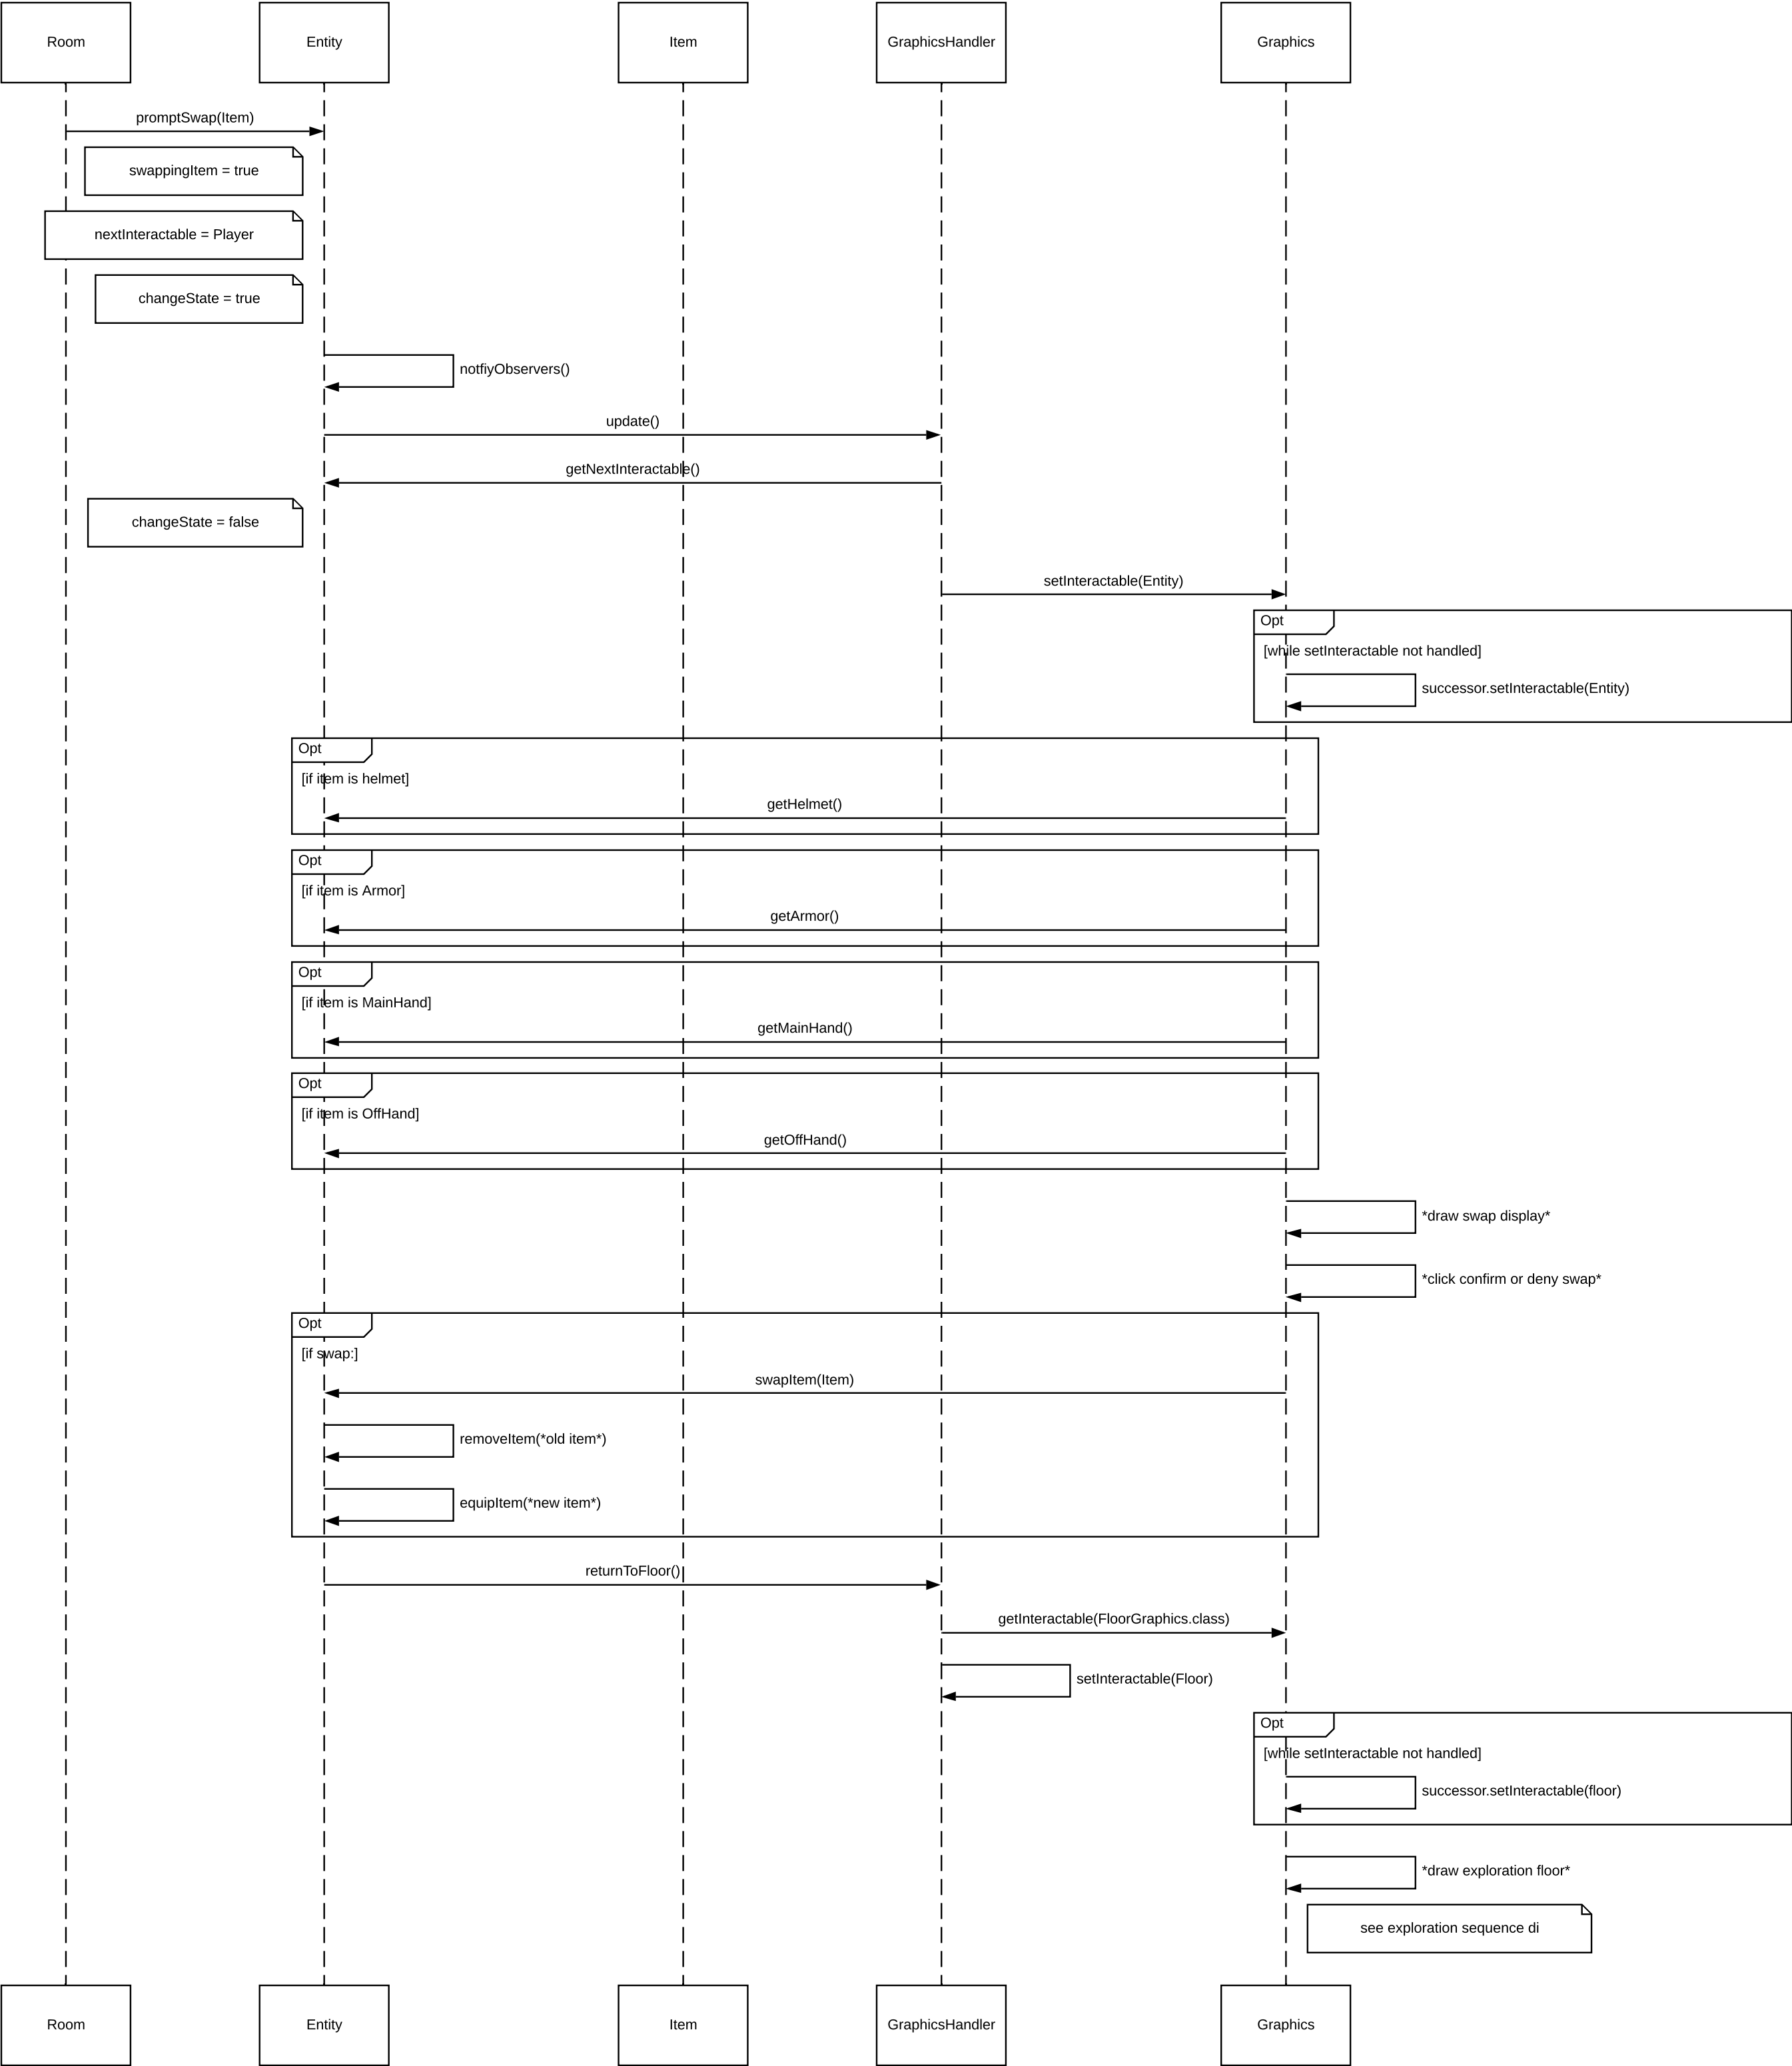 Room
Entity
Item
GraphicsHandler
Graphics
promptSwap(Item)
swappingItem = true
nextInteractable = Player
changeState = true
notfiyObservers()
update()
getNextInteractable()
changeState = false
setInteractable(Entity)
Opt
[while setInteractable not handled]
successor.setInteractable(Entity)
Opt
[if item is helmet]
getHelmet()
Opt
[if item is Armor]
getArmor()
Opt
[if item is MainHand]
getMainHand()
Opt
[if item is OffHand]
getOffHand()
*draw swap display*
*click confirm or deny swap*
Opt
[if swap:]
swapItem(Item)
removeItem(*old item*)
equipItem(*new item*)
returnToFloor()
getInteractable(FloorGraphics.class)
setInteractable(Floor)
Opt
[while setInteractable not handled]
successor.setInteractable(floor)
*draw exploration floor*
see exploration sequence di
Room
Entity
Item
GraphicsHandler
Graphics